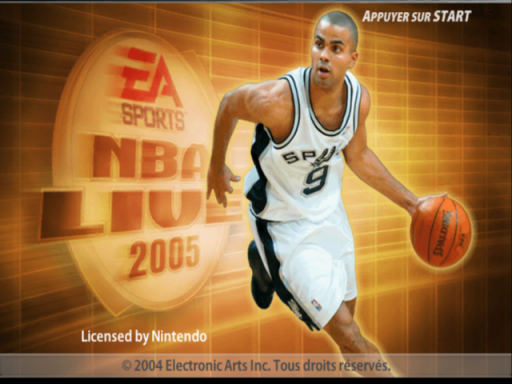 APPUYER SUR START
EA
SPORTS
NBA
LIVE
2005
SPURS
9
SPALDING
Licensed by Nintendo
© 2004 Electronic Arts Inc. Tous droits réservés.